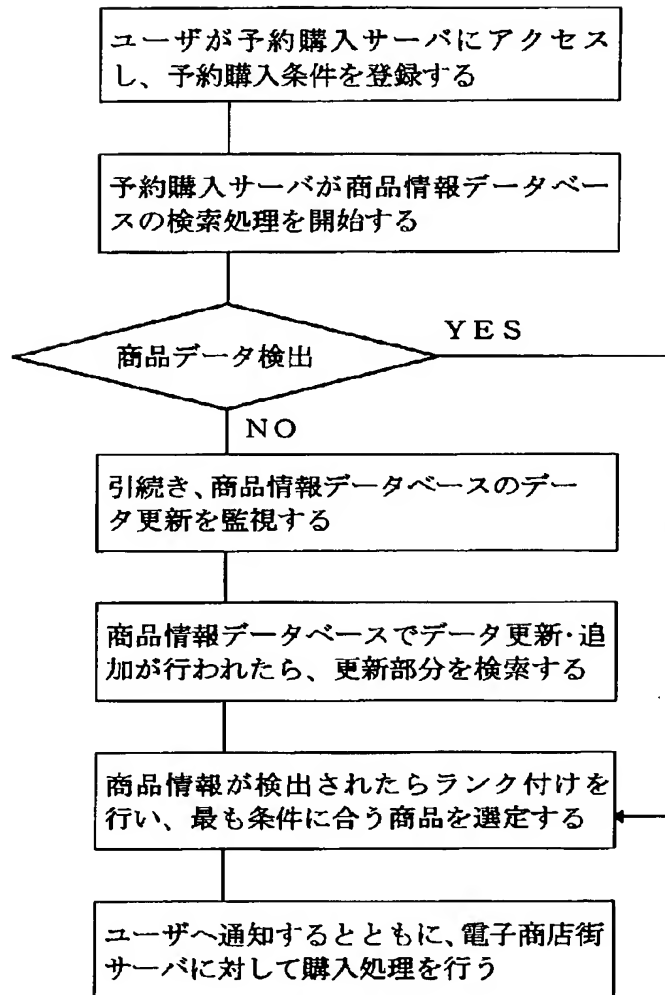 ユーザが予約購入サーバにアクセス
し、予約購入条件を登録する
予約購入サーバが商品情報データベー
スの検索処理を開始する
商品データ検出
YES
NO
引続き、商品情報データベースのデー
タ更新を監視する
商品情報データベースでデータ更新・追
加が行われたら、更新部分を検索する
商品情報が検出されたらランク付けを
行い、最も条件に合う商品を選定する
ユーザへ通知するとともに、電子商店街
サーバに対して購入処理を行う